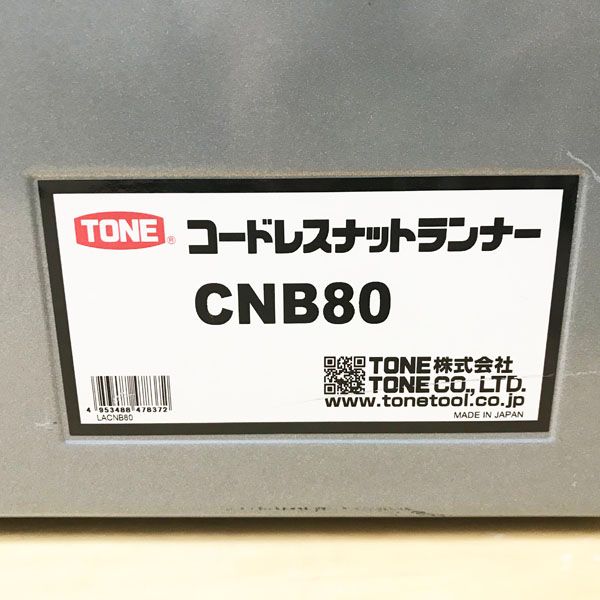 TONE® コードレスナットランナー
CNB80
TONE株式会社
TONE CO., LTD.
www.tonetool.co.jp
MADE IN JAPAN
4 953488 478372
LACNB80